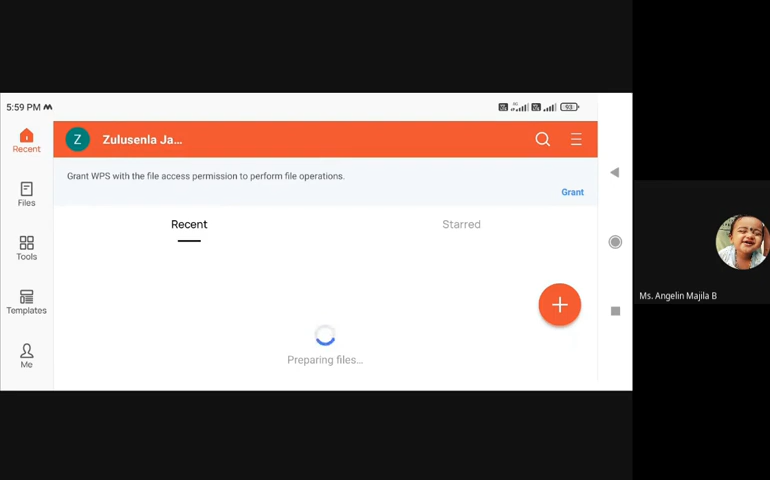 5:59 PM
93
Recent
Files
Tools
Templates
Me
Z
Zulusenla Ja...
Grant WPS with the file access permission to perform file operations.
Grant
Recent
Starred
Preparing files...
Ms. Angelin Majila B